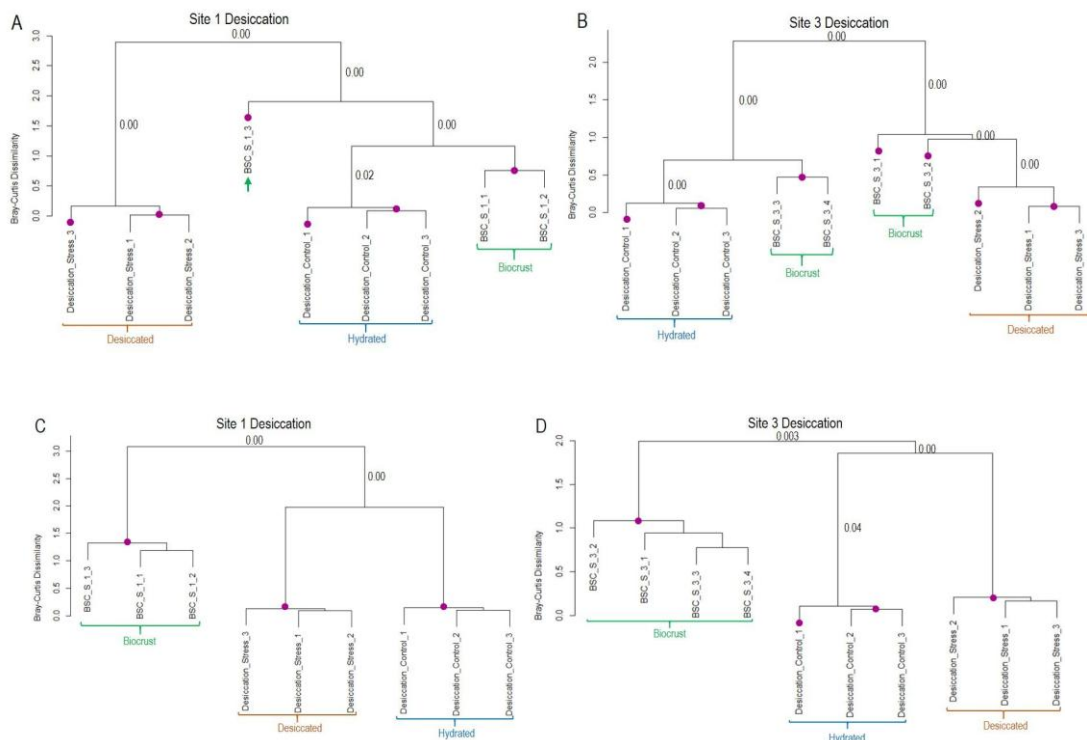 A
Site 1 Desiccation
Bray-Curtis Dissimilarity
3.0
2.5
2.0
1.5
1.0
0.5
0.0
0.00
0.00
0.00
0.02
Desiccation_Stress_3
Desiccation_Stress_1
Desiccation_Stress_2
BSC_S_1_3
Desiccation_Control_1
Desiccation_Control_2
Desiccation_Control_3
BSC_S_1_1
BSC_S_1_2
Desiccated
Hydrated
Biocrust
B
Site 3 Desiccation
Bray-Curtis Dissimilarity
2.0
1.5
1.0
0.5
0.0
0.00
0.00
0.00
0.00
0.00
Desiccation_Control_1
Desiccation_Control_2
Desiccation_Control_3
BSC_S_3_3
BSC_S_3_4
BSC_S_3_1
BSC_S_3_2
Desiccation_Stress_2
Desiccation_Stress_1
Desiccation_Stress_3
Hydrated
Biocrust
Biocrust
Desiccated
C
Site 1 Desiccation
Bray-Curtis Dissimilarity
3.0
2.5
2.0
1.5
1.0
0.5
0.0
0.00
0.00
BSC_S_1_3
BSC_S_1_1
BSC_S_1_2
Desiccation_Stress_3
Desiccation_Stress_1
Desiccation_Stress_2
Desiccation_Control_1
Desiccation_Control_2
Desiccation_Control_3
Biocrust
Desiccated
Hydrated
D
Site 3 Desiccation
Bray-Curtis Dissimilarity
2.0
1.5
1.0
0.5
0.0
0.003
0.00
0.04
BSC_S_3_2
BSC_S_3_1
BSC_S_3_3
BSC_S_3_4
Desiccation_Control_1
Desiccation_Control_2
Desiccation_Control_3
Desiccation_Stress_2
Desiccation_Stress_1
Desiccation_Stress_3
Biocrust
Hydrated
Desiccated